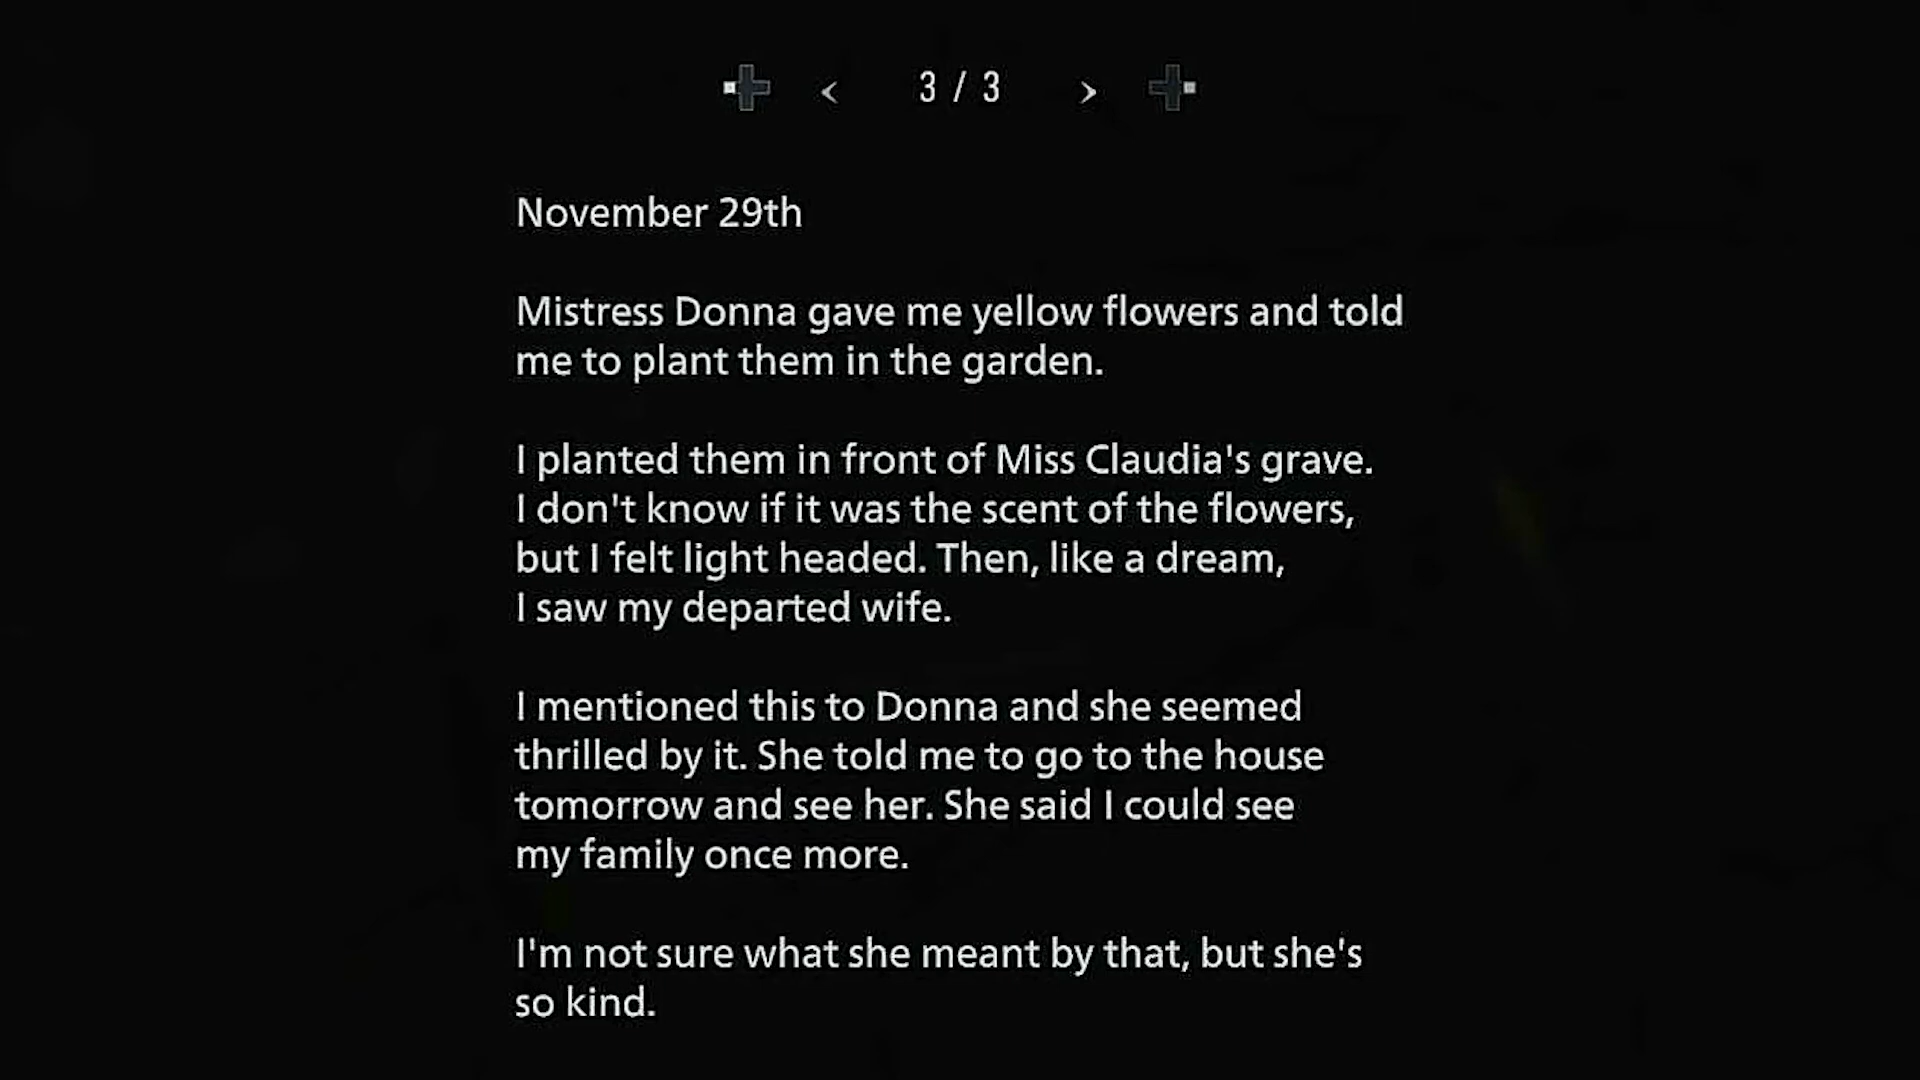 < 3 / 3 >
November 29th
Mistress Donna gave me yellow flowers and told
me to plant them in the garden.
I planted them in front of Miss Claudia's grave.
I don't know if it was the scent of the flowers,
but I felt light headed. Then, like a dream,
I saw my departed wife.
I mentioned this to Donna and she seemed
thrilled by it. She told me to go to the house
tomorrow and see her. She said I could see
my family once more.
I'm not sure what she meant by that, but she's
so kind.